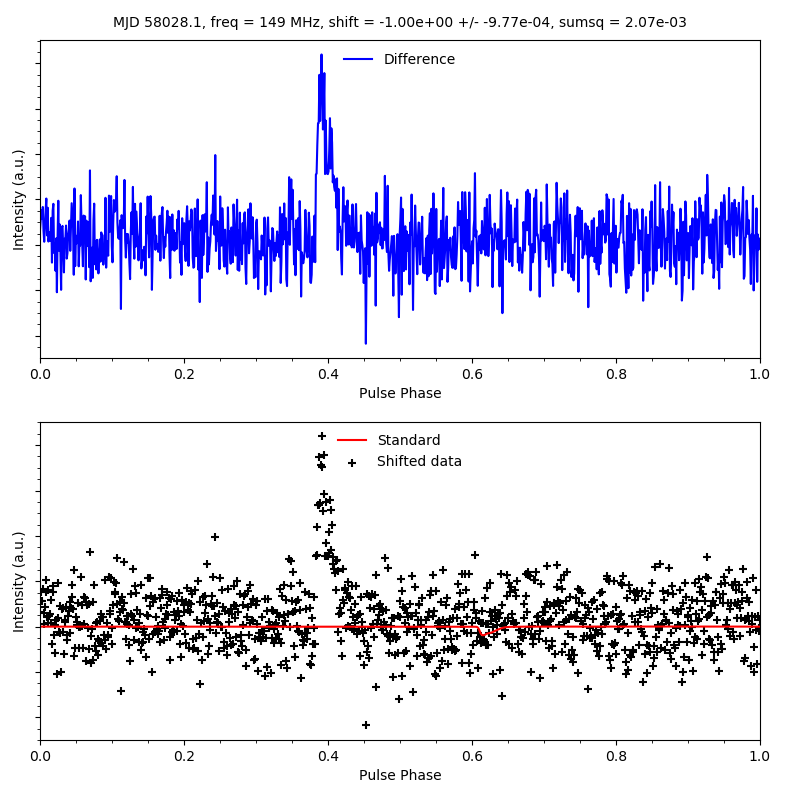 MJD 58028.1, freq = 149 MHz, shift = -1.00e+00 +/- -9.77e-04, sumsq = 2.07e-03
Difference
Intensity (a.u.)
0.0 0.2 0.4 0.6 0.8 1.0
Pulse Phase
Standard
Shifted data
Intensity (a.u.)
0.0 0.2 0.4 0.6 0.8 1.0
Pulse Phase